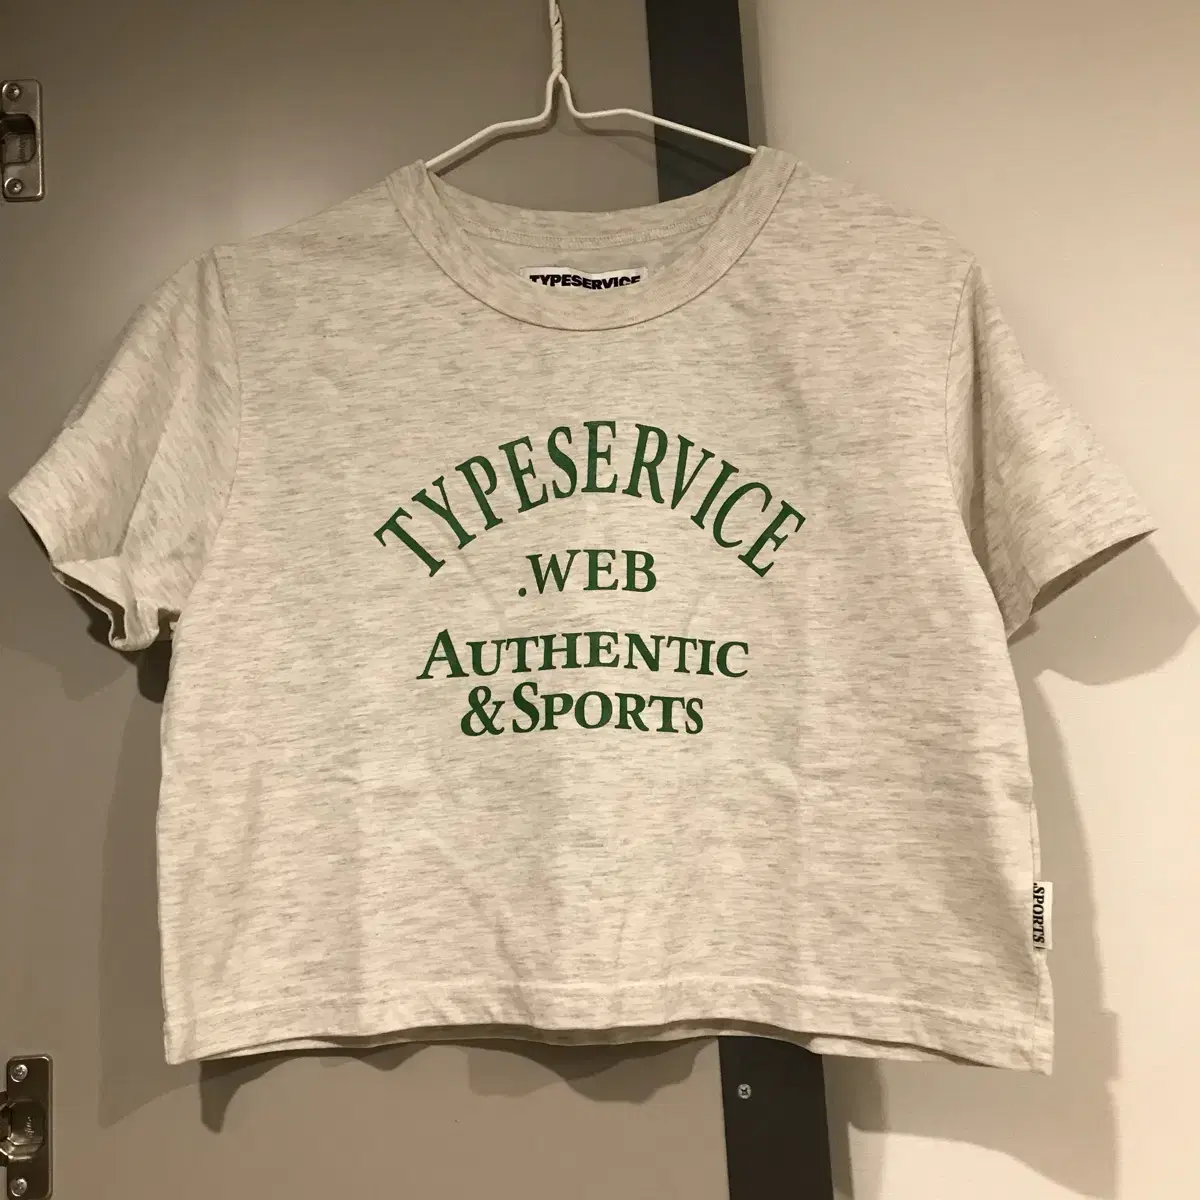 TYPESERVICE
TYPESERVICE
.WEB
AUTHENTIC
&SPORTS
.SPORTS